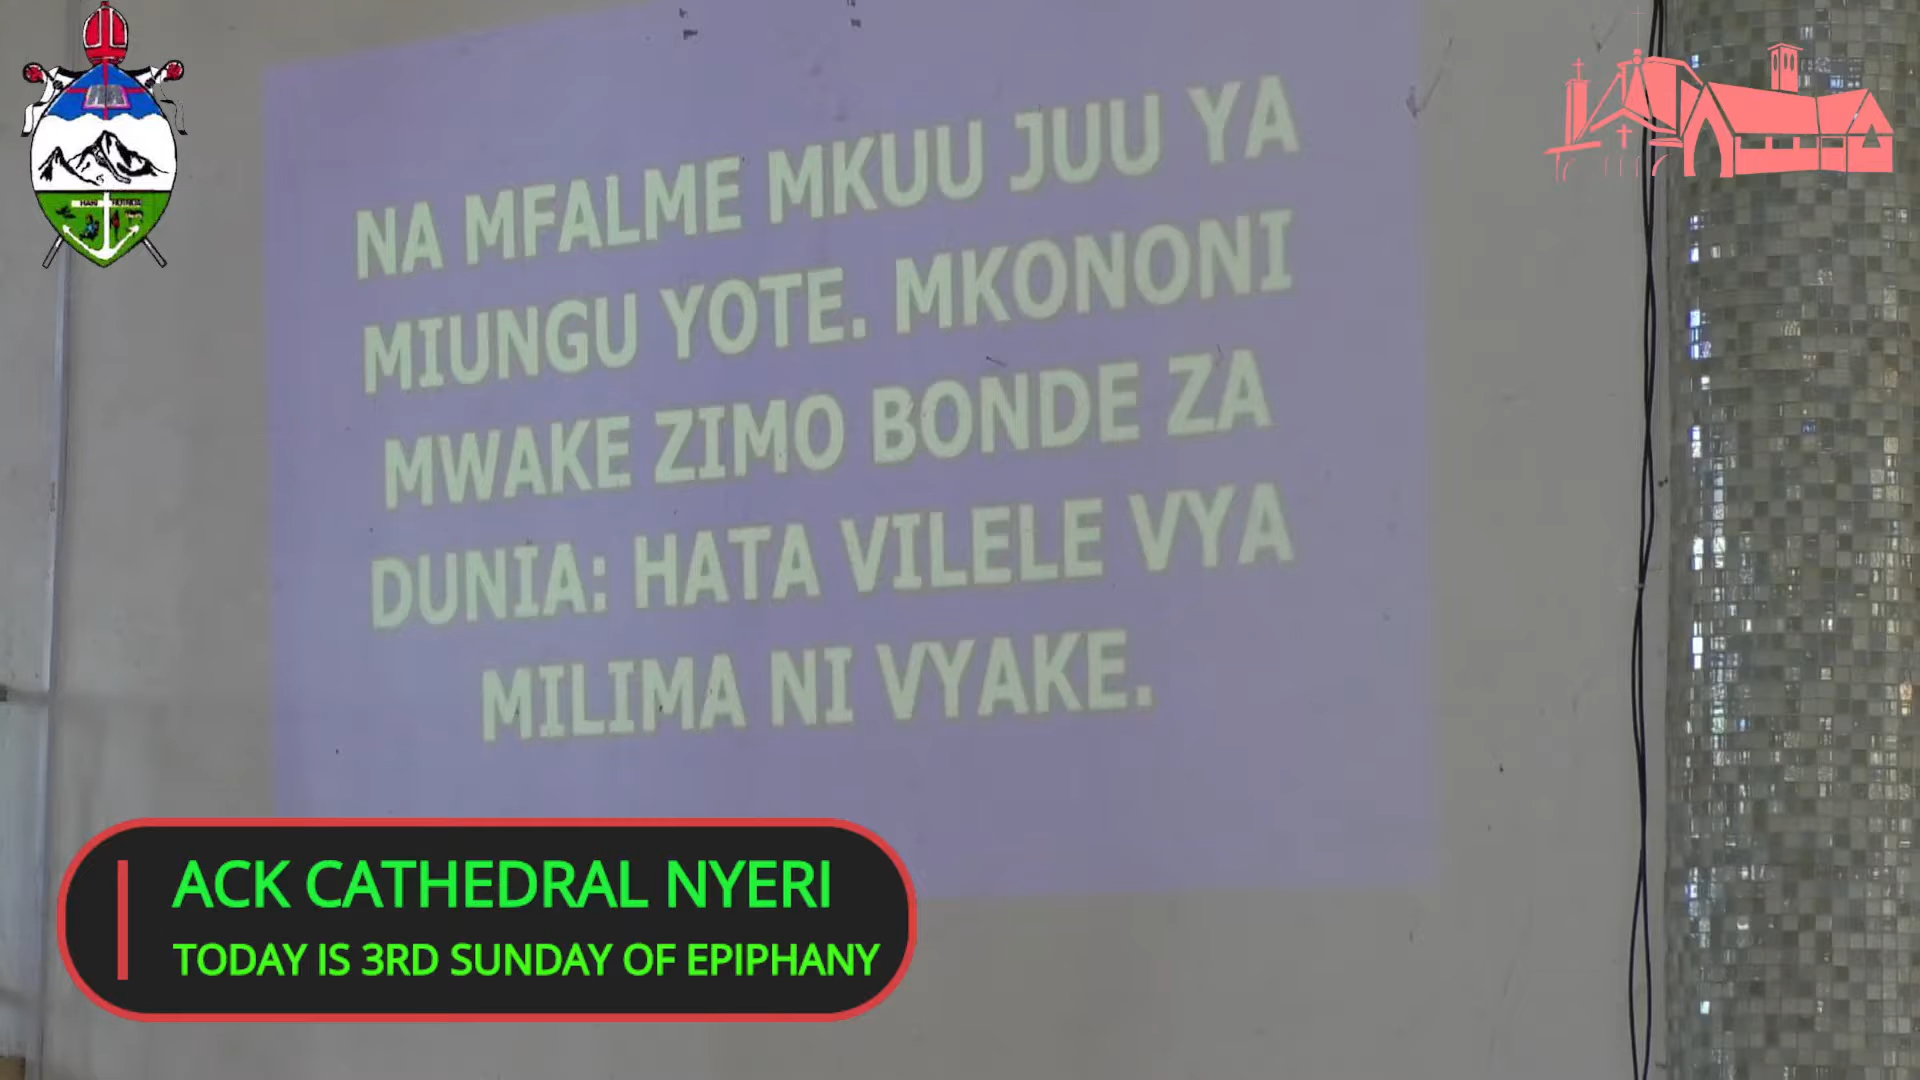 NA MFALME MKUU JUU YA
MIUNGU YOTE. MKONONI
MWAKE ZIMO BONDE ZA
DUNIA: HATA VILELE VYA
MILIMA NI VYAKE.
ACK CATHEDRAL NYERI
TODAY IS 3RD SUNDAY OF EPIPHANY